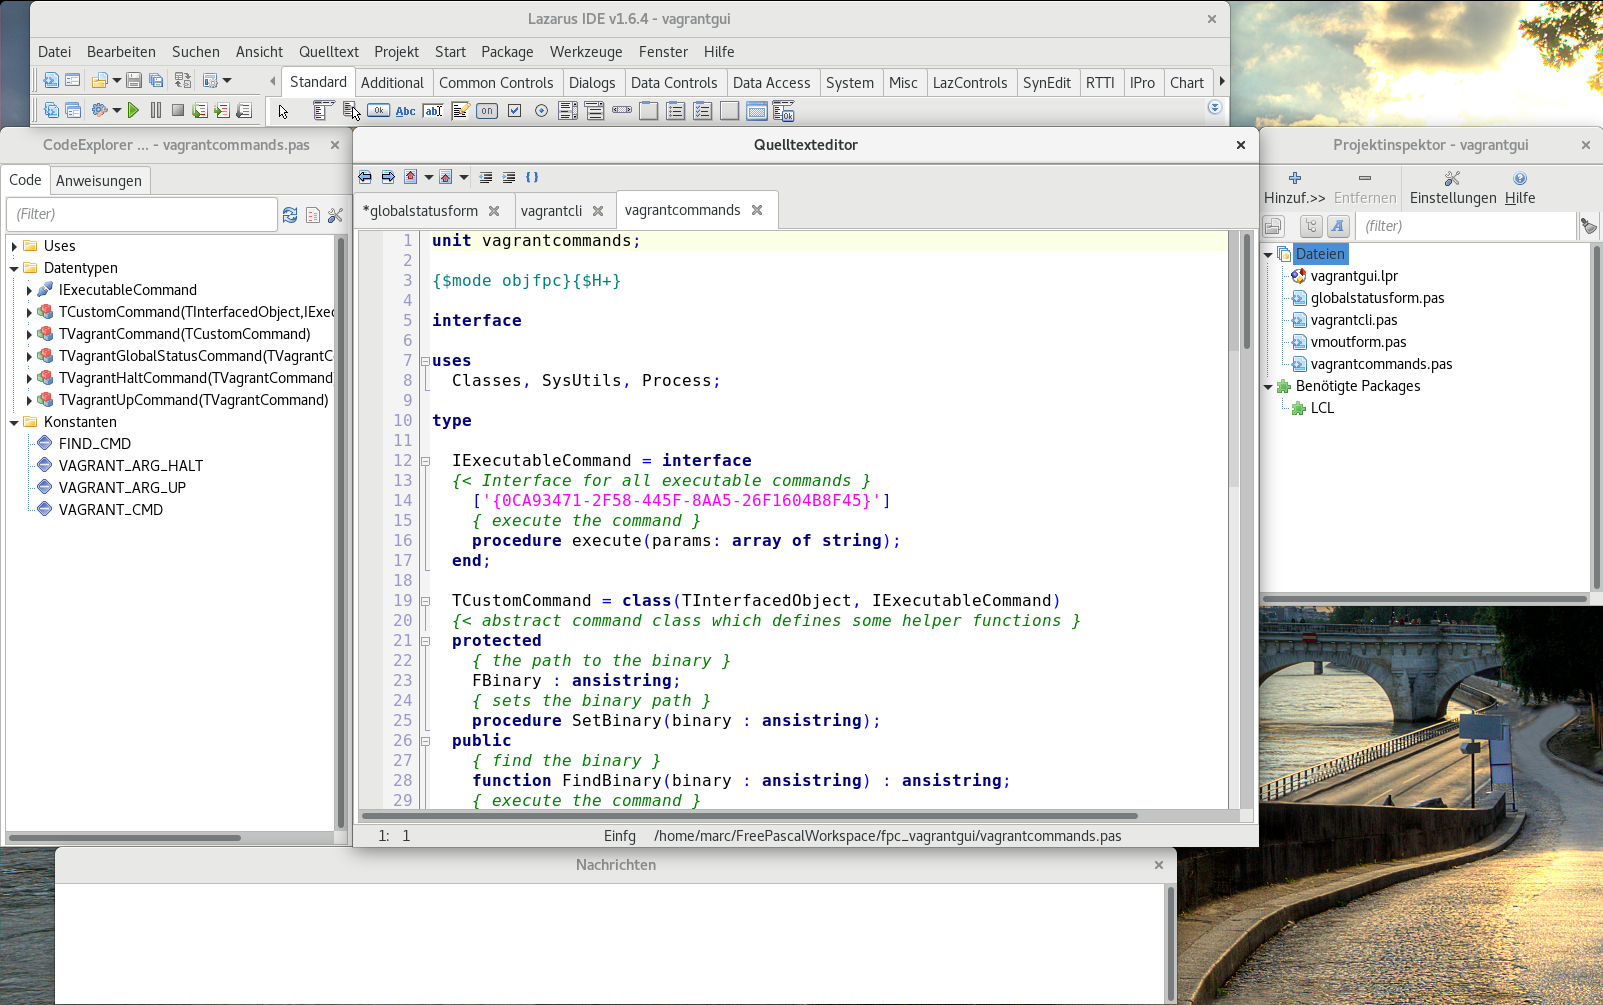 Lazarus IDE v1.6.4 - vagrantgui
Datei Bearbeiten Suchen Ansicht Quelltext Projekt Start Package Werkzeuge Fenster Hilfe
Standard Additional Common Controls Dialogs Data Controls Data Access System Misc LazControls SynEdit RTTI IPro Chart
Ok Abc ab on Ok
CodeExplorer ... - vagrantcommands.pas
Code Anweisungen
(Filter)
Uses
Datentypen
IExecutableCommand
TCustomCommand(TInterfacedObject,IExec
TVagrantCommand(TCustomCommand)
TVagrantGlobalStatusCommand(TVagrantC
TVagrantHaltCommand(TVagrantCommand
TVagrantUpCommand(TVagrantCommand)
Konstanten
FIND_CMD
VAGRANT_ARG_HALT
VAGRANT_ARG_UP
VAGRANT_CMD
Quelltexteditor
*globalstatusform vagrantcli vagrantcommands
1 unit vagrantcommands;
2
3 {$mode objfpc}{$H+}
4
5 interface
6
7 uses
8 Classes, SysUtils, Process;
9
10 type
11
12 IExecutableCommand = interface
13 {< Interface for all executable commands }
14 ['{0CA93471-2F58-445F-8AA5-26F1604B8F45}']
15 { execute the command }
16 procedure execute(params: array of string);
17 end;
18
19 TCustomCommand = class(TInterfacedObject, IExecutableCommand)
20 {< abstract command class which defines some helper functions }
21 protected
22 { the path to the binary }
23 FBinary : ansistring;
24 { sets the binary path }
25 procedure SetBinary(binary : ansistring);
26 public
27 { find the binary }
28 function FindBinary(binary : ansistring) : ansistring;
29 { execute the command }
1: 1 Einfg /home/marc/FreePascalWorkspace/fpc_vagrantgui/vagrantcommands.pas
Projektinspektor - vagrantgui
Hinzuf.>> Entfernen Einstellungen Hilfe
A (filter)
Dateien
vagrantgui.lpr
globalstatusform.pas
vagrantcli.pas
vmoutform.pas
vagrantcommands.pas
Benötigte Packages
LCL
Nachrichten